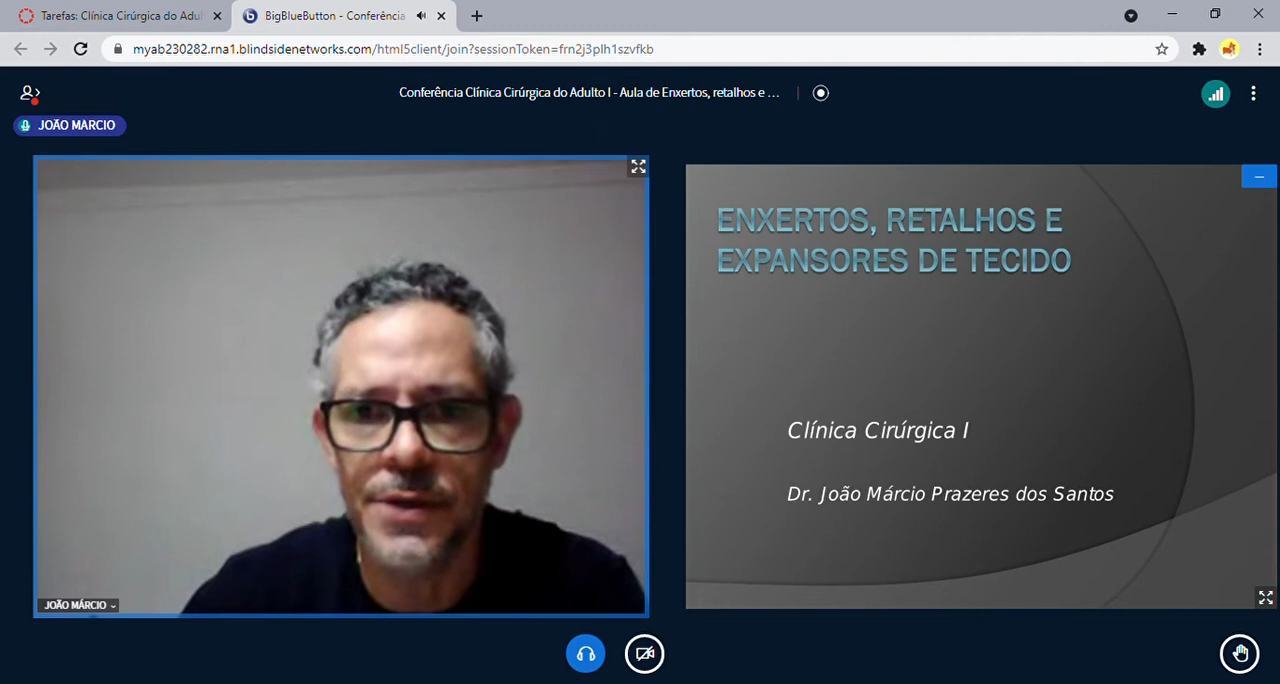 Tarefas: Clínica Cirúrgica do Adul
BigBlueButton - Conferência
myab230282.rna1.blindsidenetworks.com/html5client/join?sessionToken=frn2j3plh1szvfkb
Conferência Clínica Cirúrgica do Adulto I - Aula de Enxertos, retalhos e ...
JOÃO MARCIO
JOÃO MÁRCIO
ENXERTOS, RETALHOS E
EXPANSORES DE TECIDO
Clínica Cirúrgica I
Dr. João Márcio Prazeres dos Santos